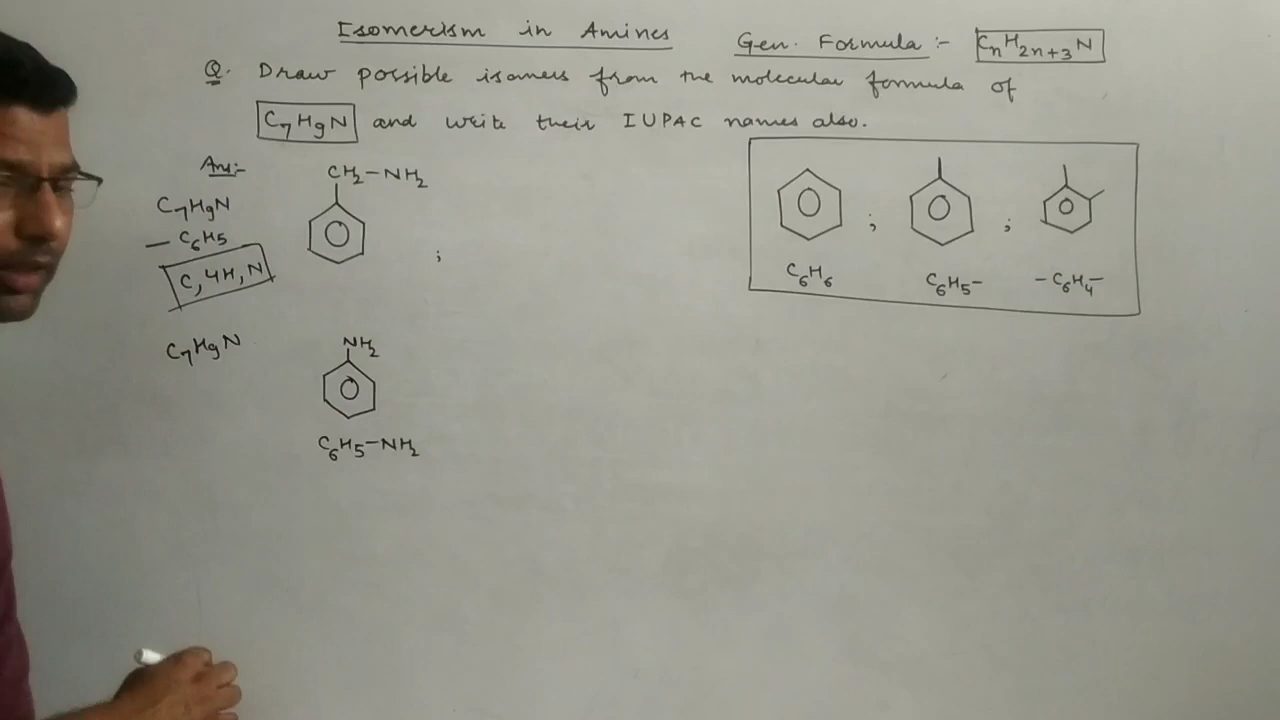 Isomerism in Amines Gen. Formula :- CnH2n+3N
Q. Draw possible isomers from the molecular formula of
C7H9N and write their IUPAC names also.
Ans:-
C7H9N
— C6H5
C, 4H, N
CH2-NH2
;
C6H6 ; C6H5- ; -C6H4-
C7H9N
NH2
C6H5-NH2